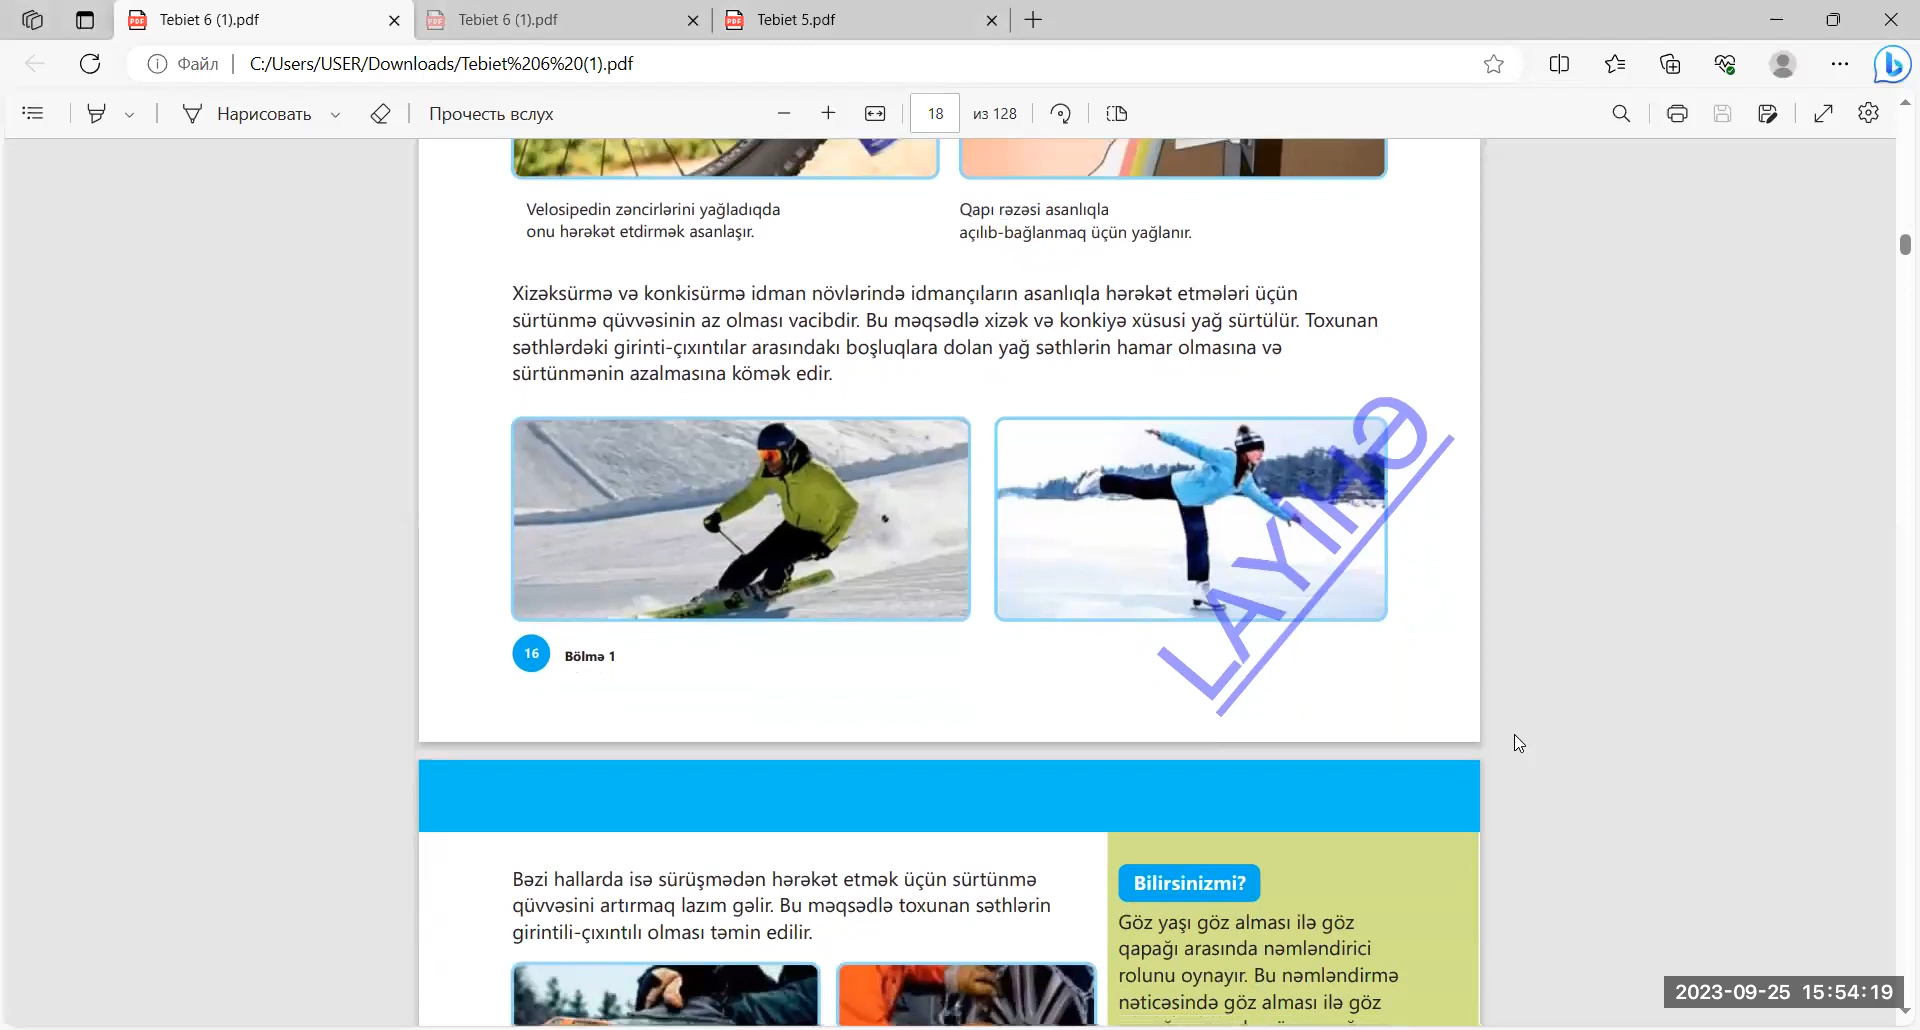 Tebiet 6 (1).pdf
Tebiet 6 (1).pdf
Tebiet 5.pdf
Файл
C:/Users/USER/Downloads/Tebiet%206%20(1).pdf
Нарисовать
Прочесть вслух
18 из 128
Velosipedin zəncirlərini yağladıqda
onu hərəkət etdirmək asanlaşır.
Qapı rəzəsi asanlıqla
açılıb-bağlanmaq üçün yağlanır.
Xizəksürmə və konkisürmə idman növlərində idmançıların asanlıqla hərəkət etmələri üçün
sürtünmə qüvvəsinin az olması vacibdir. Bu məqsədlə xizək və konkiyə xüsusi yağ sürtülür. Toxunan
səthlərdəki girinti-çıxıntılar arasındakı boşluqlara dolan yağ səthlərin hamar olmasına və
sürtünmənin azalmasına kömək edir.
LAYİHƏ
16 Bölmə 1
Bəzi hallarda isə sürüşmədən hərəkət etmək üçün sürtünmə
qüvvəsini artırmaq lazım gəlir. Bu məqsədlə toxunan səthlərin
girintili-çıxıntılı olması təmin edilir.
Bilirsinizmi?
Göz yaşı göz alması ilə göz
qapağı arasında nəmləndirici
rolunu oynayır. Bu nəmləndirmə
nəticəsində göz alması ilə göz
2023-09-25 15:54:19